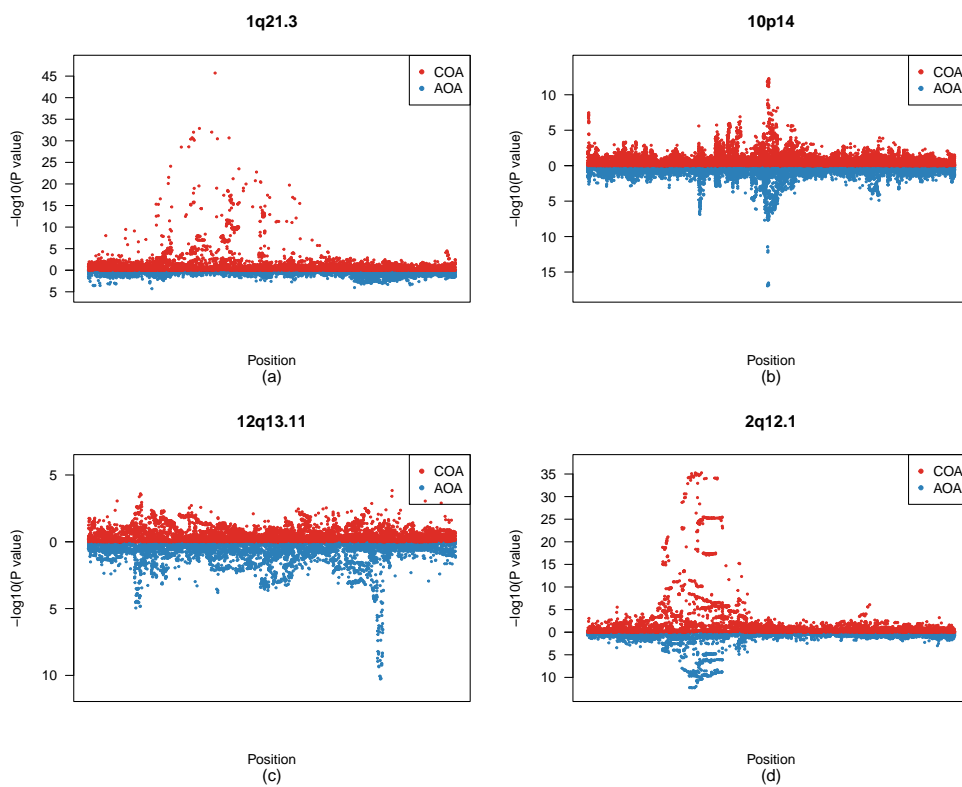 1q21.3
COA
AOA
45
40
35
30
25
20
15
10
5
0
5
−log10(P value)
Position
(a)
10p14
COA
AOA
10
5
0
5
10
15
−log10(P value)
Position
(b)
12q13.11
COA
AOA
5
0
5
10
−log10(P value)
Position
(c)
2q12.1
COA
AOA
35
30
25
20
15
10
5
0
5
10
−log10(P value)
Position
(d)